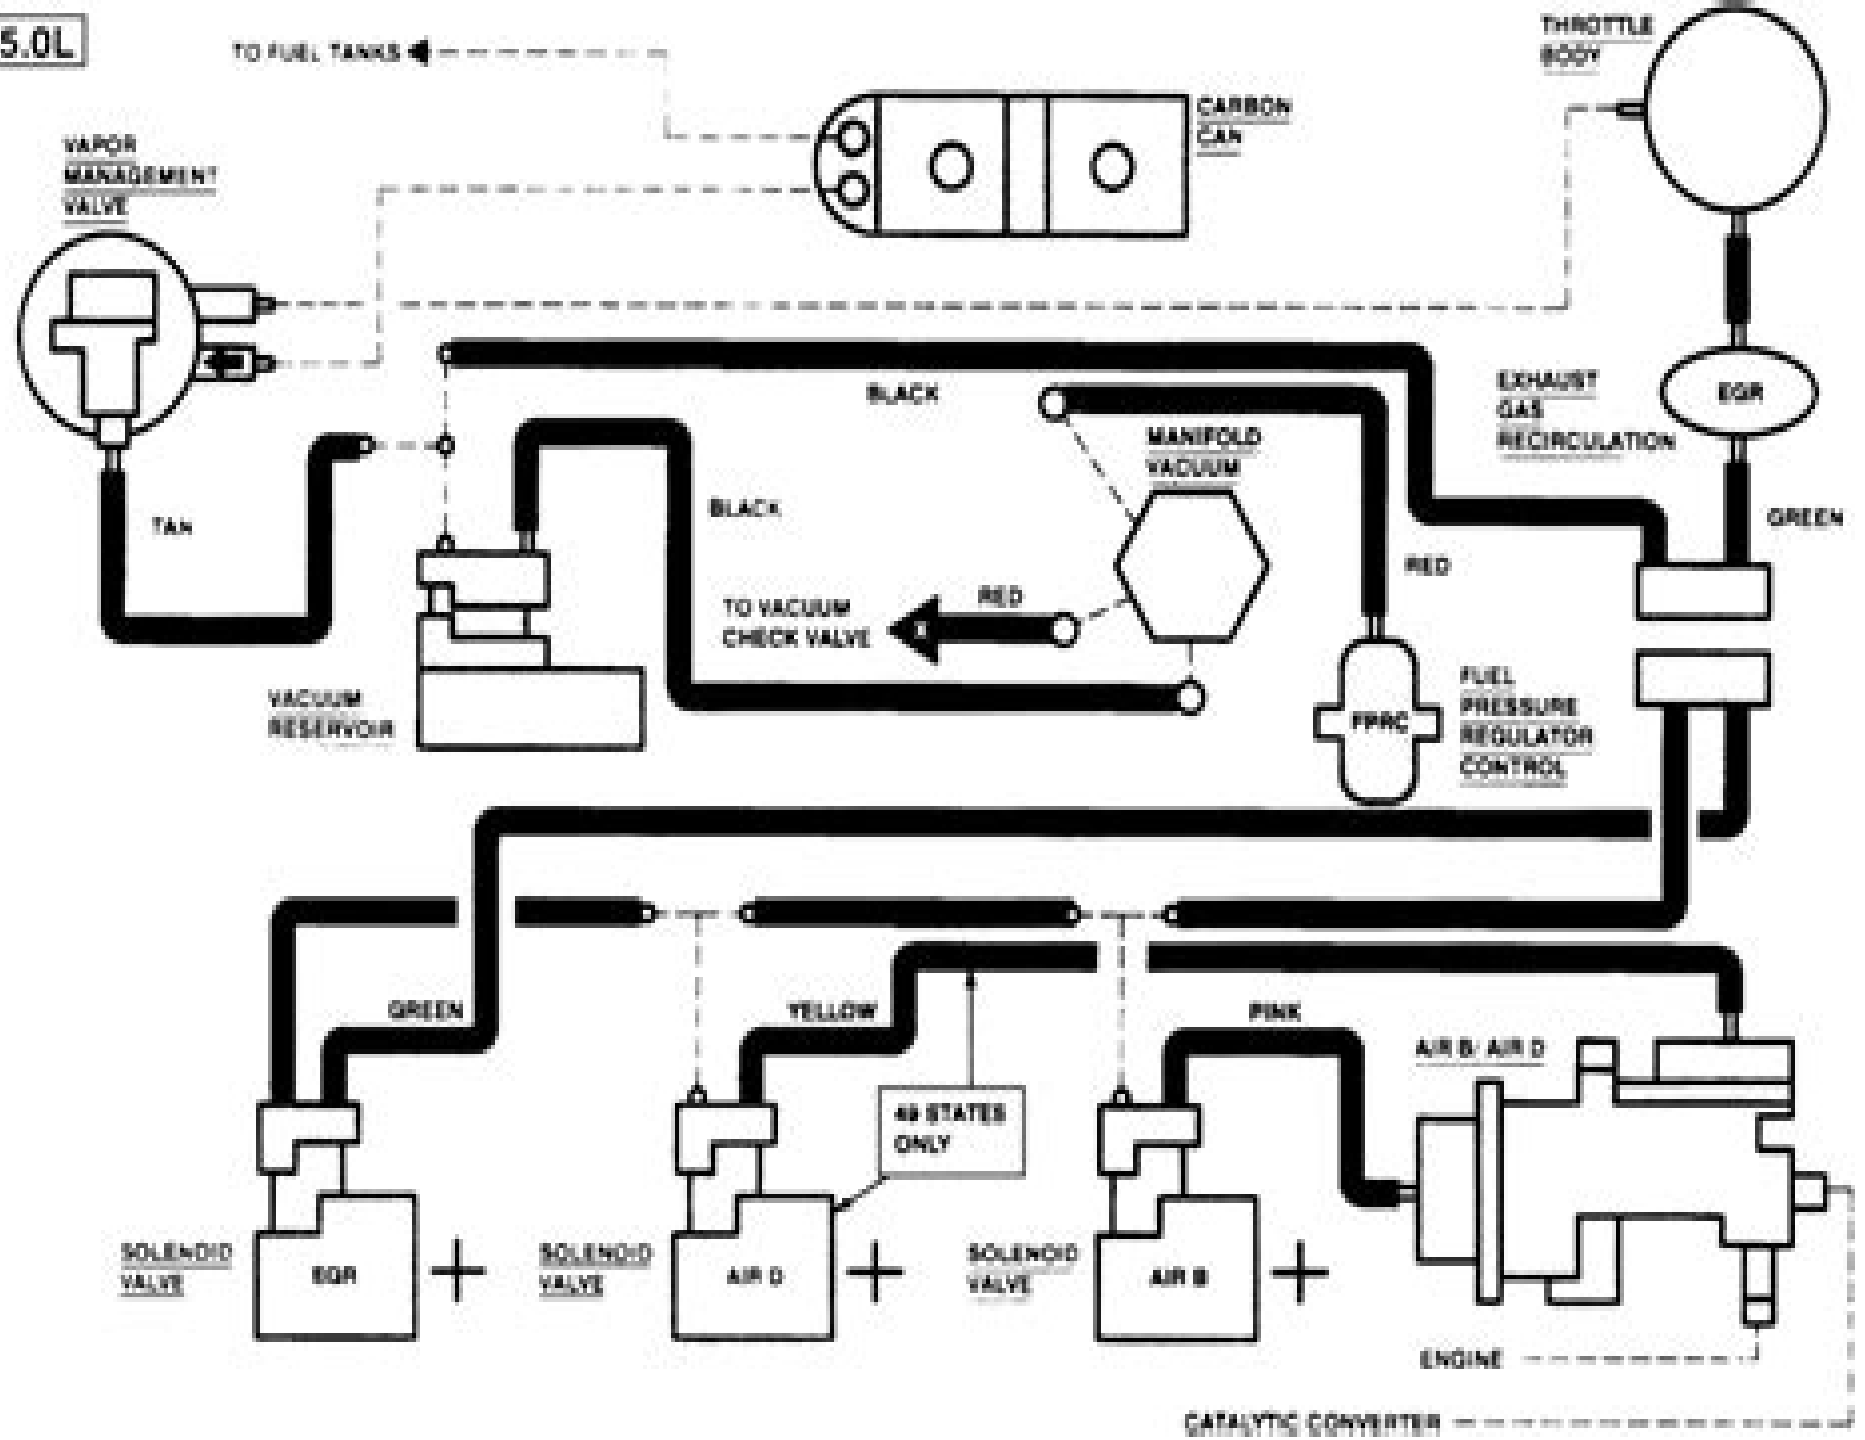 5.0L
TO FUEL TANKS
THROTTLE
BODY
CARBON
CAN
VAPOR
MANAGEMENT
VALVE
BLACK
EXHAUST
GAS
RECIRCULATION
EGR
MANIFOLD
VACUUM
TAN
BLACK
GREEN
RED
RED
TO VACUUM
CHECK VALVE
VACUUM
RESERVOIR
FPRC
FUEL
PRESSURE
REGULATOR
CONTROL
GREEN
YELLOW
PINK
AIR B/ AIR D
49 STATES
ONLY
SOLENOID
VALVE
EGR
SOLENOID
VALVE
AIR D
SOLENOID
VALVE
AIR B
ENGINE
CATALYTIC CONVERTER